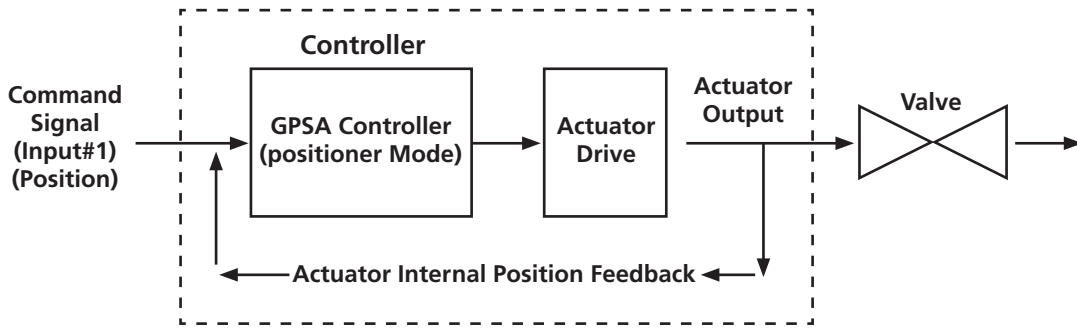 Controller
Command
Signal
(Input#1)
(Position)
GPSA Controller
(positioner Mode)
Actuator
Drive
Actuator
Output
Valve
Actuator Internal Position Feedback